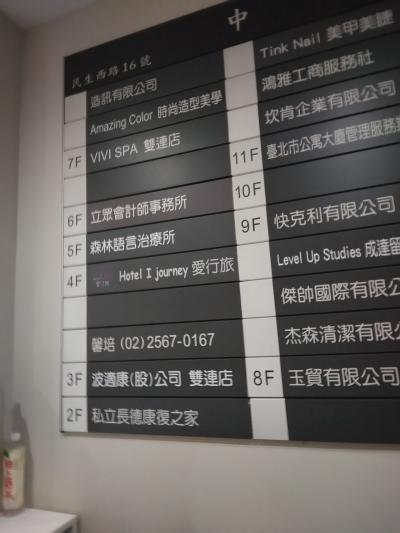 中
民生西路16號
造訊有限公司
Amazing Color 時尚造型美學
7F VIVI SPA 雙連店
6F 立眾會計師事務所
5F 森林語言治療所
4F Hotel I journey 愛行旅
馨培 (02)2567-0167
3F 波適康(股)公司 雙連店
2F 私立長德康復之家
Tink Nail 美甲美睫
鴻雅工商服務社
坎肯企業有限公司
11F 臺北市公寓大廈管理服務
10F
9F 快克利有限公司
Level Up Studies 成達留
傑帥國際有限公
杰森清潔有限公
8F 玉貿有限公司